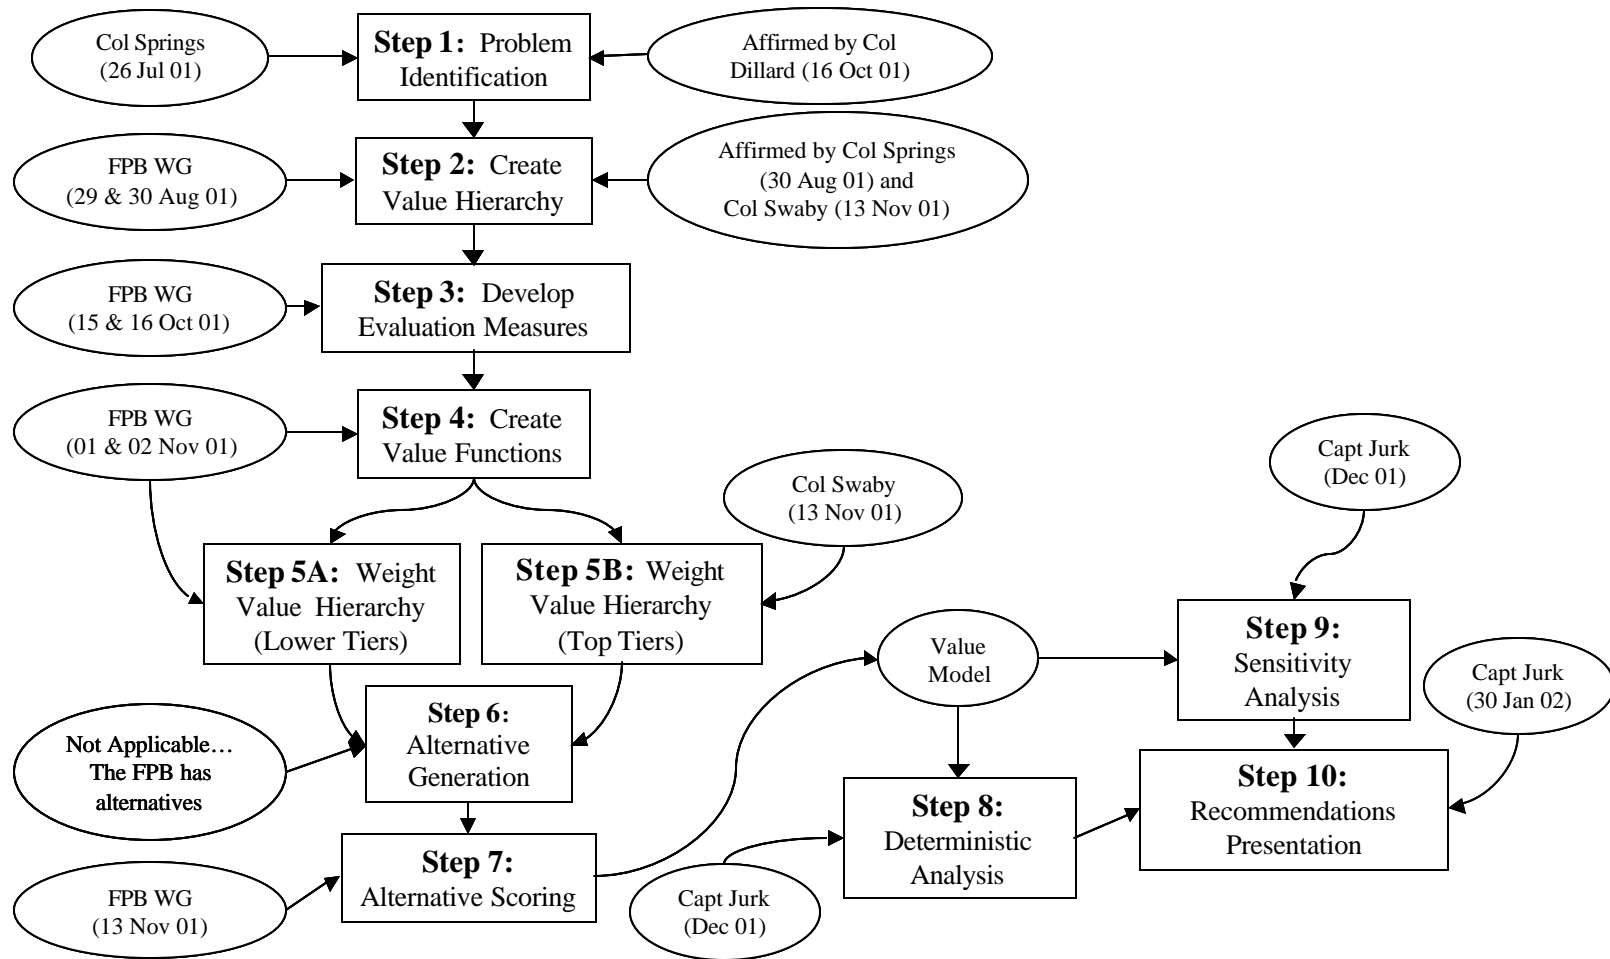 Col Springs
(26 Jul 01)
Step 1: Problem
Identification
Affirmed by Col
Dillard (16 Oct 01)
FPB WG
(29 & 30 Aug 01)
Step 2: Create
Value Hierarchy
Affirmed by Col Springs
(30 Aug 01) and
Col Swaby (13 Nov 01)
FPB WG
(15 & 16 Oct 01)
Step 3: Develop
Evaluation Measures
FPB WG
(01 & 02 Nov 01)
Step 4: Create
Value Functions
Col Swaby
(13 Nov 01)
Step 5A: Weight
Value Hierarchy
(Lower Tiers)
Step 5B: Weight
Value Hierarchy
(Top Tiers)
Not Applicable…
The FPB has
alternatives
Step 6:
Alternative
Generation
FPB WG
(13 Nov 01)
Step 7:
Alternative Scoring
Value
Model
Capt Jurk
(Dec 01)
Step 8:
Deterministic
Analysis
Capt Jurk
(Dec 01)
Step 9:
Sensitivity
Analysis
Capt Jurk
(30 Jan 02)
Step 10:
Recommendations
Presentation